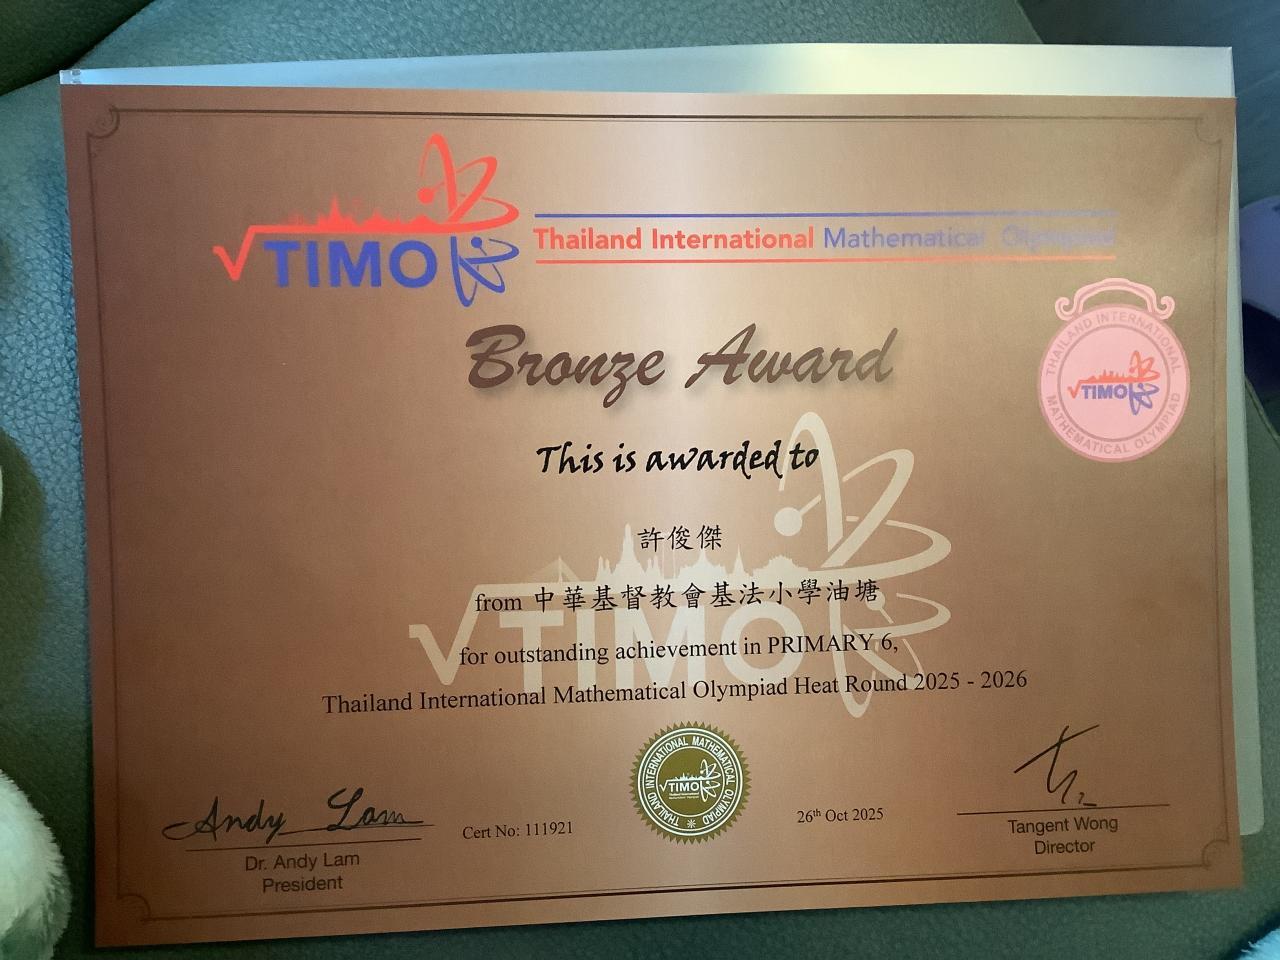 TIMO
Thailand International Mathematical Olympiad
Bronze Award
THAILAND INTERNATIONAL
TIMO
MATHEMATICAL OLYMPIAD
This is awarded to
許俊傑
from 中華基督教會基法小學油塘
TIMO
for outstanding achievement in PRIMARY 6,
Thailand International Mathematical Olympiad Heat Round 2025 - 2026
THAILAND INTERNATIONAL MATHEMATICAL OLYMPIAD
TIMO
Andy Lam
Cert No: 111921
26th Oct 2025
Dr. Andy Lam
President
Tangent Wong
Director